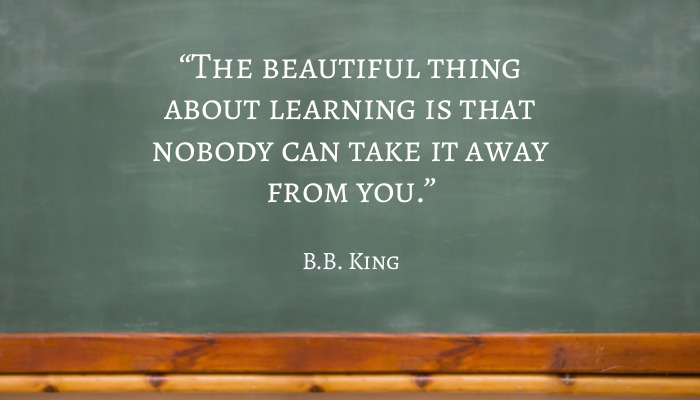 “The beautiful thing
about learning is that
nobody can take it away
from you.”
B.B. King